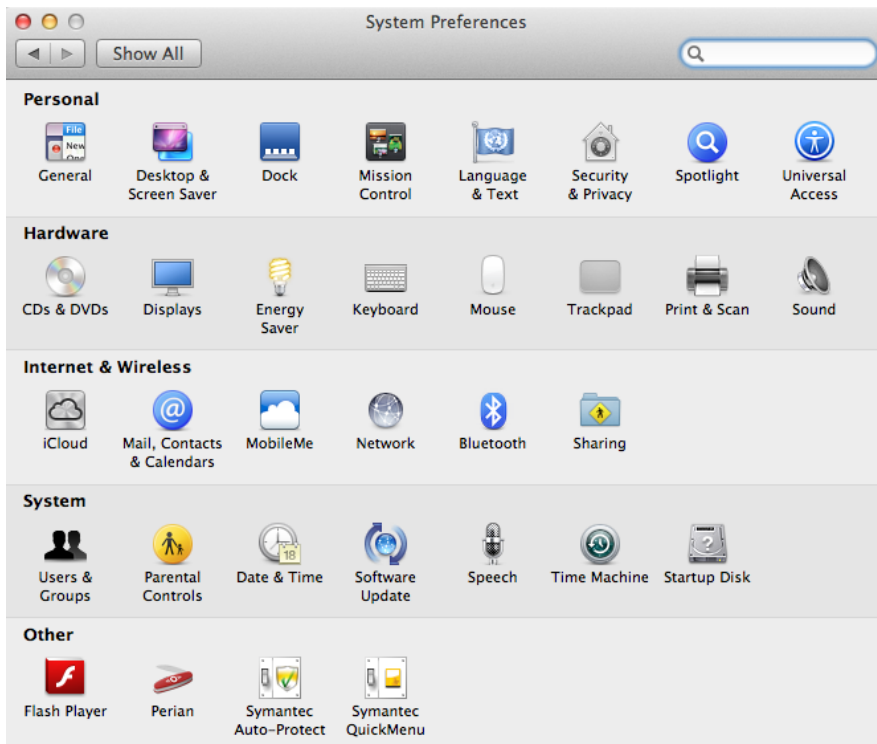 System Preferences
Show All
Personal
General
Desktop &
Screen Saver
Dock
Mission
Control
Language
& Text
Security
& Privacy
Spotlight
Universal
Access
Hardware
CDs & DVDs
Displays
Energy
Saver
Keyboard
Mouse
Trackpad
Print & Scan
Sound
Internet & Wireless
iCloud
Mail, Contacts
& Calendars
MobileMe
Network
Bluetooth
Sharing
System
Users &
Groups
Parental
Controls
18
Date & Time
Software
Update
Speech
Time Machine
Startup Disk
Other
Flash Player
Perian
Symantec
Auto-Protect
Symantec
QuickMenu
File
New